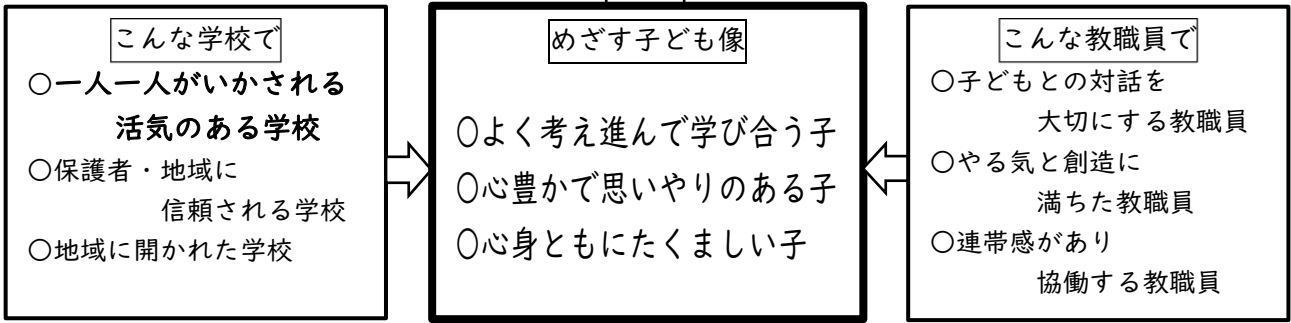 こんな学校で
○一人一人がいかされる
活気のある学校
○保護者・地域に
信頼される学校
○地域に開かれた学校
めざす子ども像
○よく考え進んで学び合う子
○心豊かで思いやりのある子
○心身ともにたくましい子
こんな教職員で
○子どもとの対話を
大切にする教職員
○やる気と創造に
満ちた教職員
○連帯感があり
協働する教職員